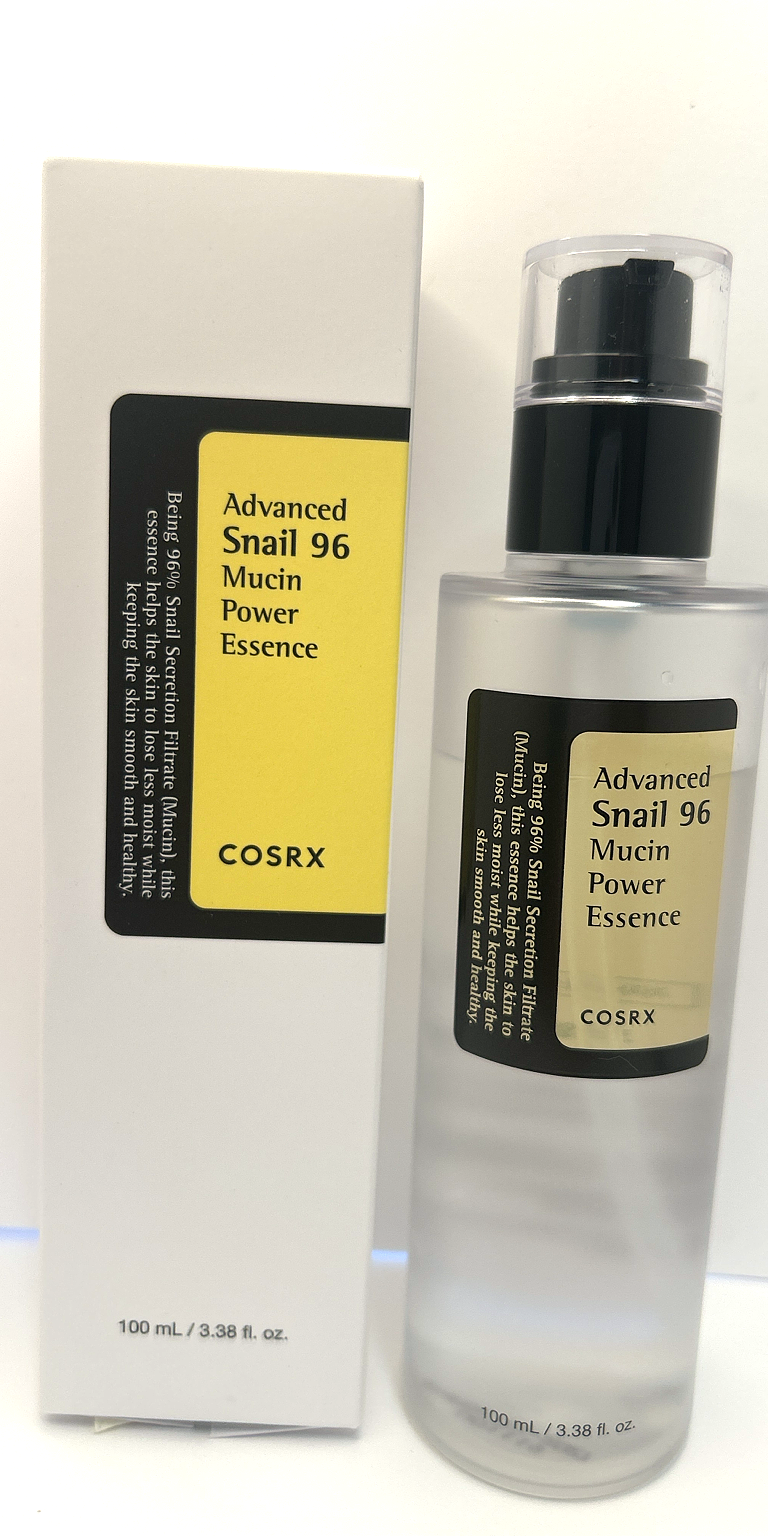 Advanced
Snail 96
Mucin
Power
Essence
COSRX
Being 96% Snail Secretion Filtrate (Mucin), this
essence helps the skin to lose less moist while
keeping the skin smooth and healthy.
100 mL / 3.38 fl. oz.
Advanced
Snail 96
Mucin
Power
Essence
COSRX
Being 96% Snail Secretion Filtrate
(Mucin), this essence helps the skin to
lose less moist while keeping the
skin smooth and healthy.
100 mL / 3.38 fl. oz.